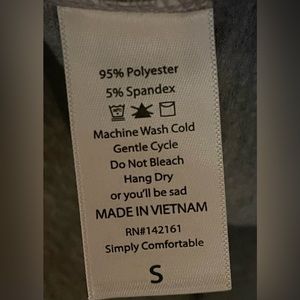 95% Polyester
5% Spandex
Machine Wash Cold
Gentle Cycle
Do Not Bleach
Hang Dry
or you'll be sad
MADE IN VIETNAM
RN#142161
Simply Comfortable
S